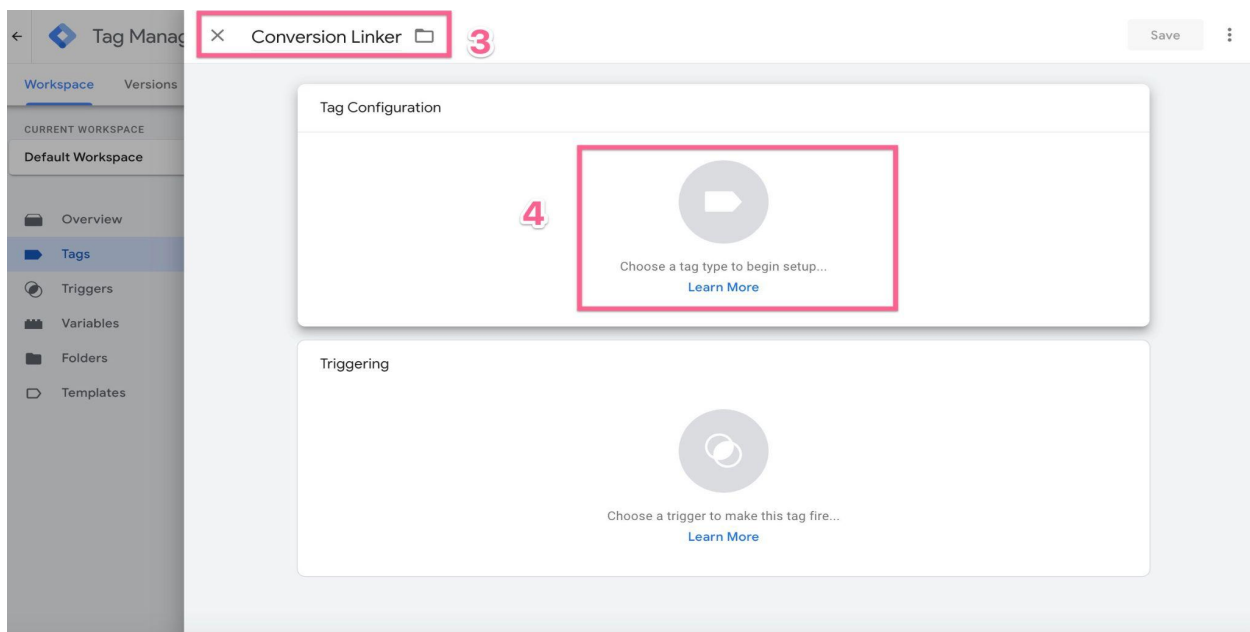 Tag Manag
Conversion Linker
3
Save
Workspace Versions
CURRENT WORKSPACE
Default Workspace
Overview
Tags
Triggers
Variables
Folders
Templates
Tag Configuration
4
Choose a tag type to begin setup...
Learn More
Triggering
Choose a trigger to make this tag fire...
Learn More